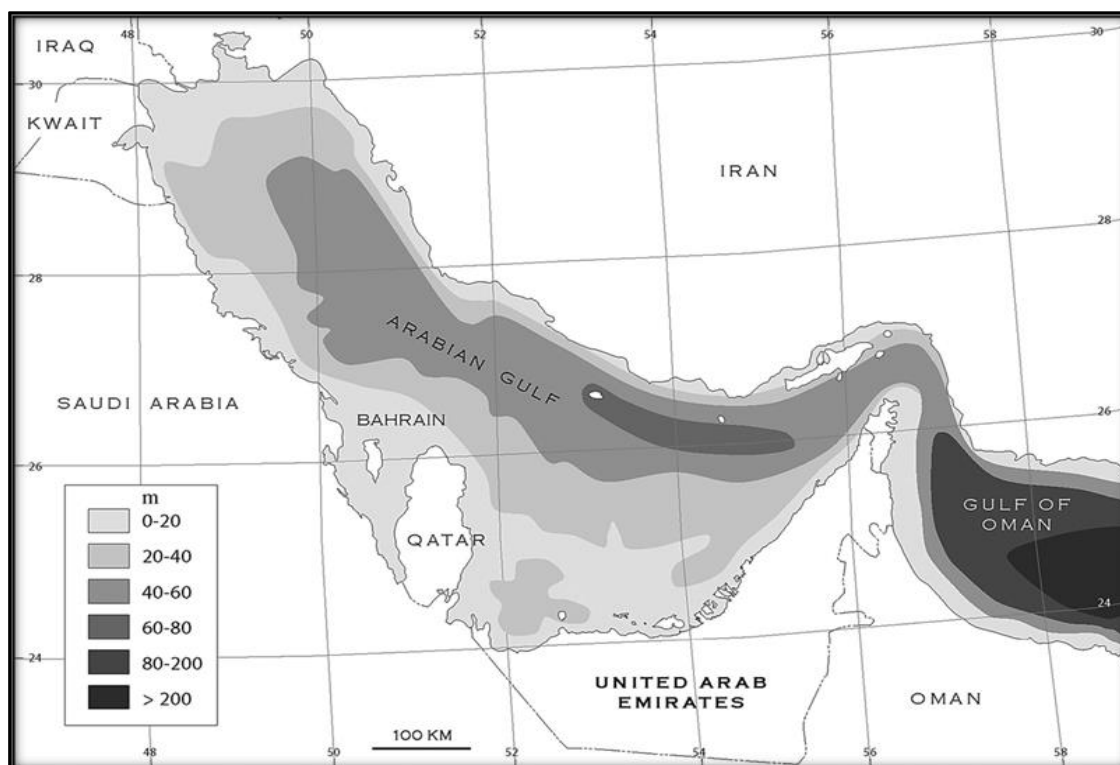 48
50
52
54
56
58
30
IRAQ
30
KWAIT
IRAN
28
28
ARABIAN GULF
SAUDI ARABIA
BAHRAIN
26
26
QATAR
GULF OF
OMAN
m
0-20
20-40
40-60
60-80
80-200
> 200
24
24
UNITED ARAB
EMIRATES
OMAN
100 KM
48
50
52
54
56
58